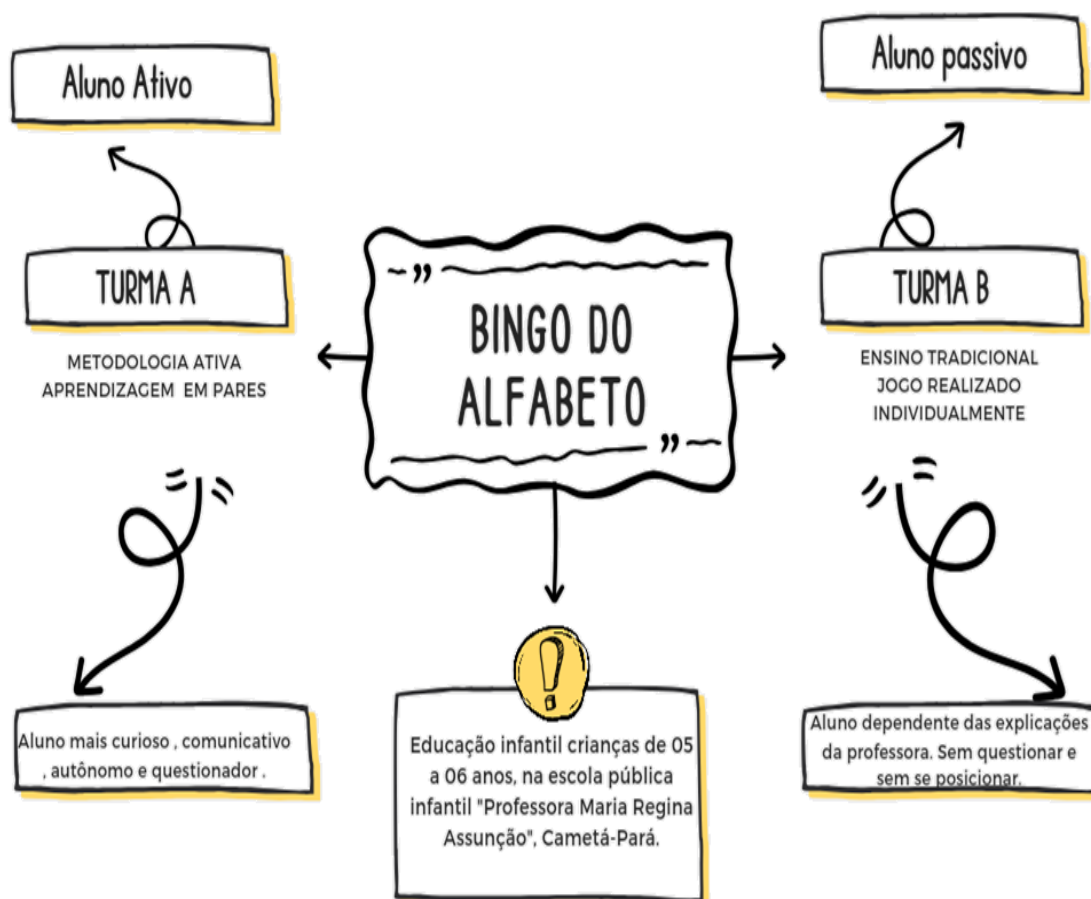 Aluno Ativo
Aluno passivo
TURMA A
METODOLOGIA ATIVA
APRENDIZAGEM EM PARES
BINGO DO
ALFABETO
TURMA B
ENSINO TRADICIONAL
JOGO REALIZADO
INDIVIDUALMENTE
Aluno mais curioso , comunicativo
, autônomo e questionador .
Educação infantil crianças de 05
a 06 anos, na escola pública
infantil "Professora Maria Regina
Assunção", Cametá-Pará.
Aluno dependente das explicações
da professora. Sem questionar e
sem se posicionar.